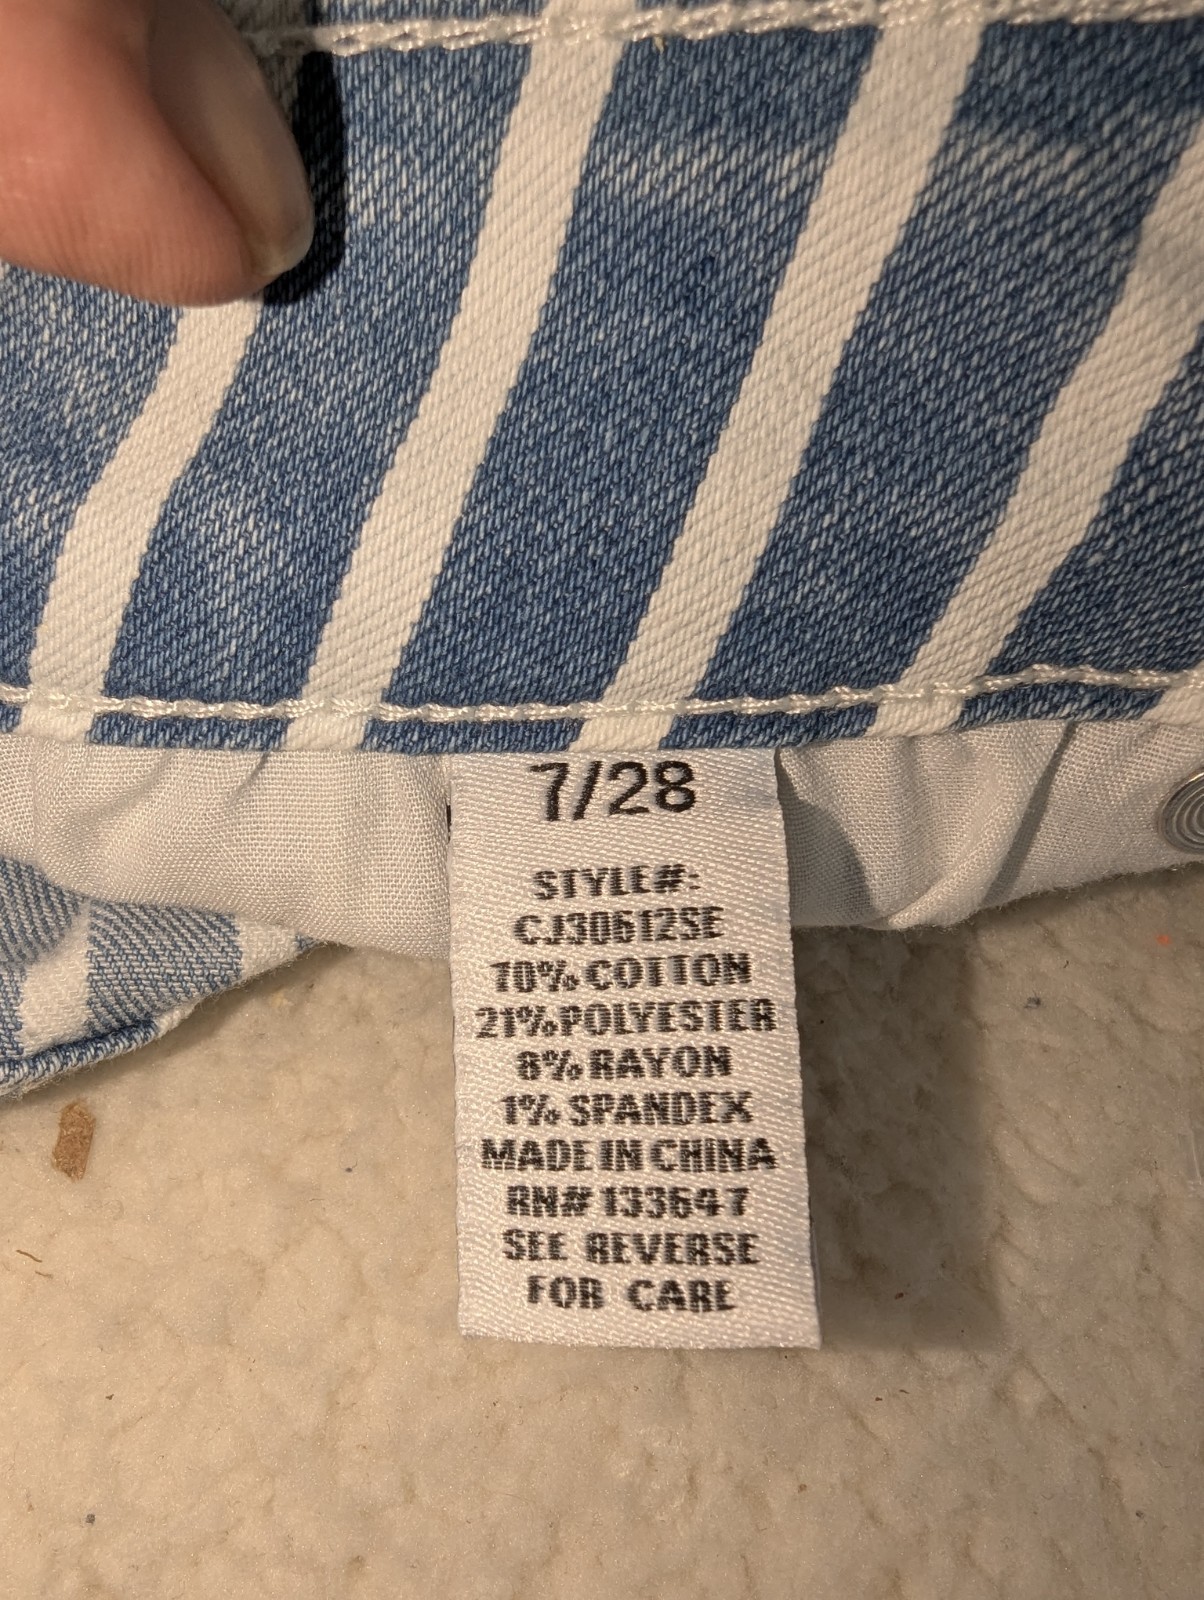 7/28
STYLE#:
CJ30612SE
70%COTTON
21%POLYESTER
8%RAYON
1%SPANDEX
MADE IN CHINA
RN#133647
SEE REVERSE
FOR CARE